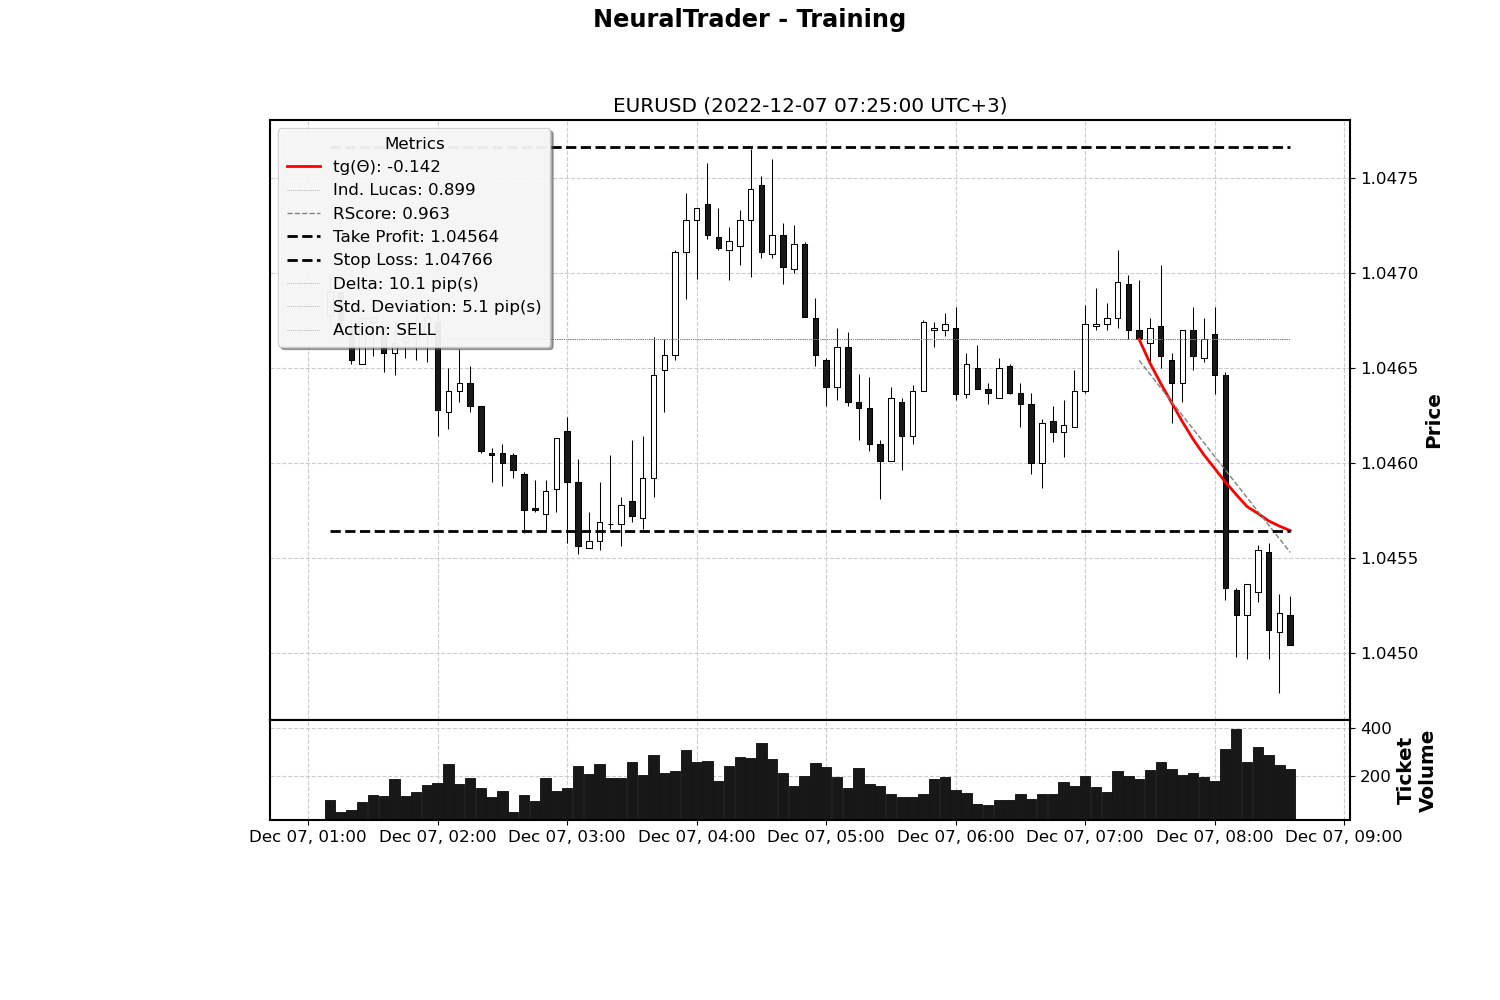 NeuralTrader - Training
EURUSD (2022-12-07 07:25:00 UTC+3)
Metrics
tg(Θ): -0.142
Ind. Lucas: 0.899
RScore: 0.963
Take Profit: 1.04564
Stop Loss: 1.04766
Delta: 10.1 pip(s)
Std. Deviation: 5.1 pip(s)
Action: SELL
1.0475
1.0470
1.0465
1.0460
1.0455
1.0450
Price
400
200
Ticket
Volume
Dec 07, 01:00
Dec 07, 02:00
Dec 07, 03:00
Dec 07, 04:00
Dec 07, 05:00
Dec 07, 06:00
Dec 07, 07:00
Dec 07, 08:00
Dec 07, 09:00